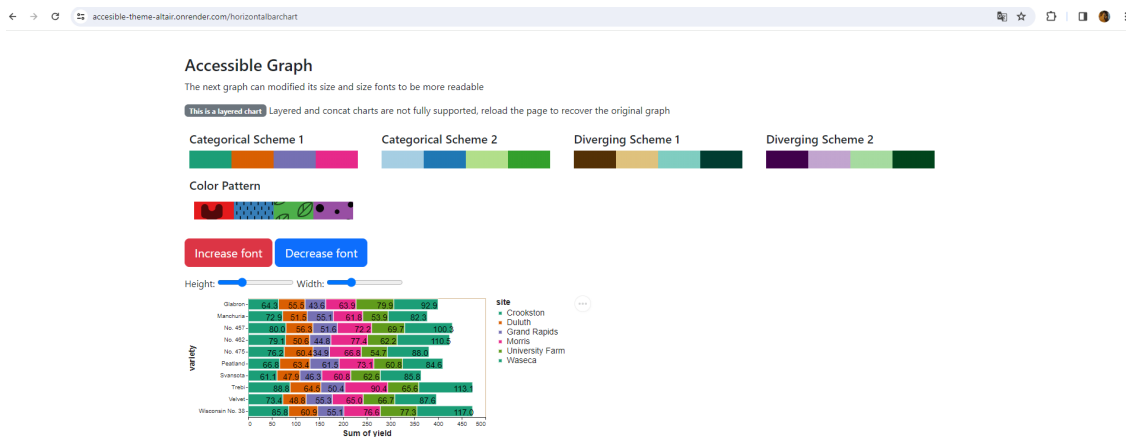 accesible-theme-altair.onrender.com/horizontalbarchart
Accessible Graph
The next graph can modified its size and size fonts to be more readable
This is a layered chart Layered and concat charts are not fully supported, reload the page to recover the original graph
Categorical Scheme 1 Categorical Scheme 2 Diverging Scheme 1 Diverging Scheme 2
Color Pattern
Increase font Decrease font
Height: Width:
site
Crookston
Duluth
Grand Rapids
Morris
University Farm
Waseca
variety
Glabron 64.3 55.5 43.6 63.9 79.9 92.9
Manchuria 72.9 51.5 55.1 61.8 53.9 82.3
No. 457 80.0 56.3 51.6 72.2 69.7 100.3
No. 462 79.1 50.6 44.8 77.4 62.2 110.5
No. 475 76.2 60.4 34.9 66.8 54.7 88.0
Peatland 66.8 63.4 61.5 73.1 60.8 84.6
Svansota 61.1 47.9 46.3 60.8 62.6 85.8
Trebi 88.8 64.5 50.4 90.4 65.6 113.1
Velvet 73.4 48.8 55.3 65.0 66.7 87.6
Wisconsin No. 38 85.8 60.9 55.1 76.6 77.3 117.0
0 50 100 150 200 250 300 350 400 450 500
Sum of yield